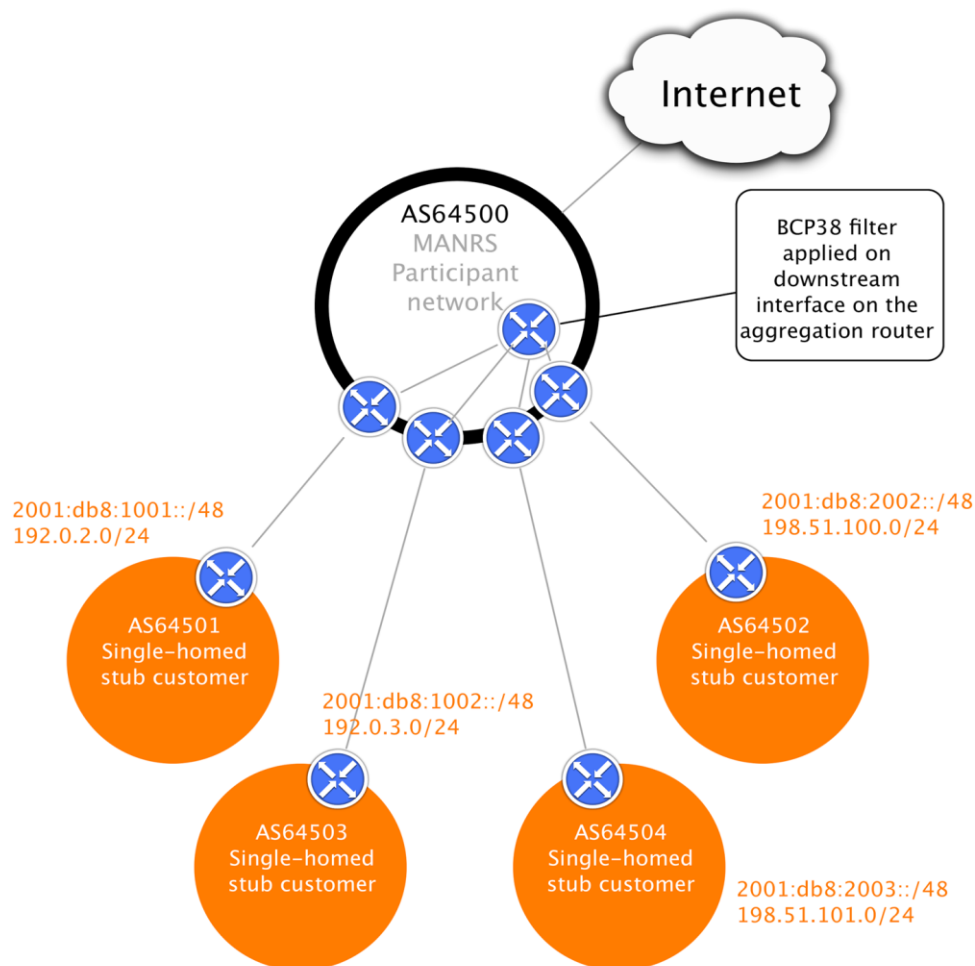 Internet
AS64500
MANRS
Participant
network
BCP38 filter
applied on
downstream
interface on the
aggregation router
2001:db8:1001::/48
192.0.2.0/24
2001:db8:2002::/48
198.51.100.0/24
AS64501
Single-homed
stub customer
AS64502
Single-homed
stub customer
2001:db8:1002::/48
192.0.3.0/24
AS64503
Single-homed
stub customer
AS64504
Single-homed
stub customer
2001:db8:2003::/48
198.51.101.0/24